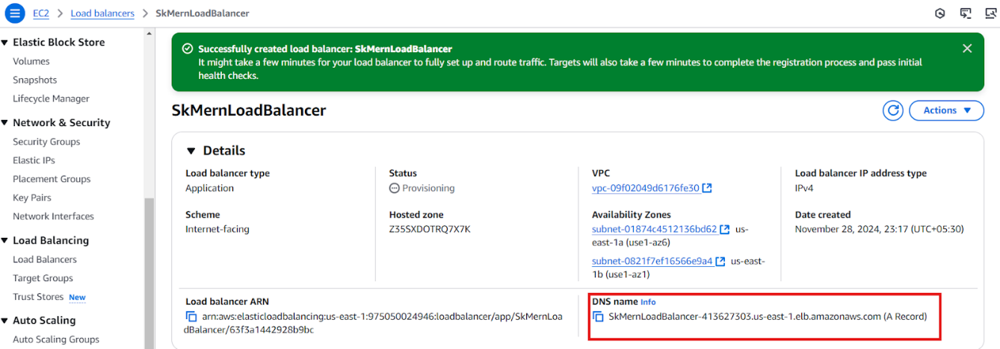 EC2 > Load balancers > SkMernLoadBalancer
Elastic Block Store
Volumes
Snapshots
Lifecycle Manager
Network & Security
Security Groups
Elastic IPs
Placement Groups
Key Pairs
Network Interfaces
Load Balancing
Load Balancers
Target Groups
Trust Stores New
Auto Scaling
Auto Scaling Groups
Successfully created load balancer: SkMernLoadBalancer
It might take a few minutes for your load balancer to fully set up and route traffic. Targets will also take a few minutes to complete the registration process and pass initial
health checks.
SkMernLoadBalancer
Actions
Details
Load balancer type
Application
Status
Provisioning
VPC
vpc-09f02049d6176fe30
Load balancer IP address type
IPv4
Scheme
Internet-facing
Hosted zone
Z35SXDOTRQ7X7K
Availability Zones
subnet-01874c4512136bd62 us-
east-1a (use1-az6)
subnet-0821f7ef16566e9a4 us-east-
1b (use1-az1)
Date created
November 28, 2024, 23:17 (UTC+05:30)
Load balancer ARN
arn:aws:elasticloadbalancing:us-east-1:975050024946:loadbalancer/app/SkMernLoa
dBalancer/63f3a1442928b9bc
DNS name Info
SkMernLoadBalancer-413627303.us-east-1.elb.amazonaws.com (A Record)